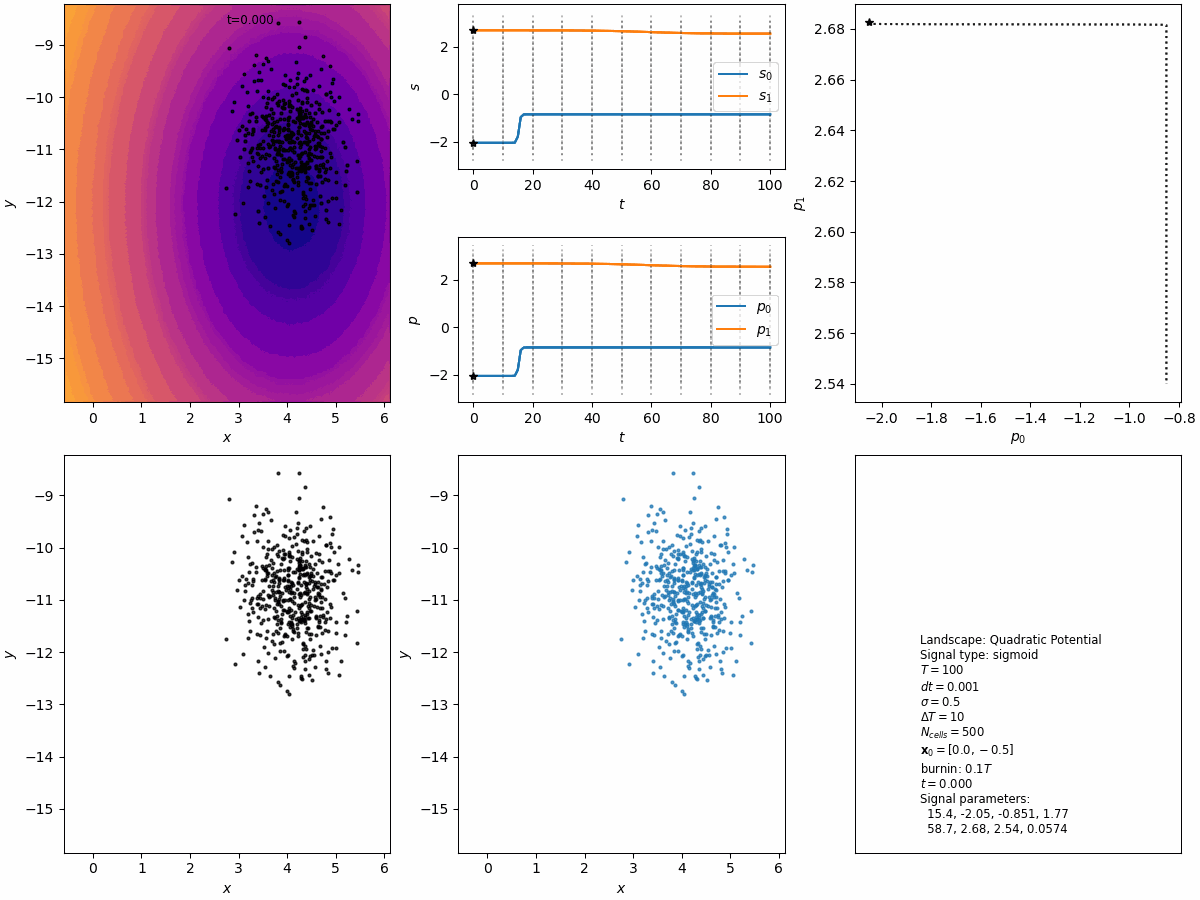 t=0.000
−9
−10
−11
−12
−13
−14
−15
y
0 1 2 3 4 5 6
x
2
0
−2
s
s₀
s₁
0 20 40 60 80 100
t
2
0
−2
p
p₀
p₁
0 20 40 60 80 100
t
2.68
2.66
2.64
2.62
2.60
2.58
2.56
2.54
p₁
−2.0 −1.8 −1.6 −1.4 −1.2 −1.0 −0.8
p₀
−9
−10
−11
−12
−13
−14
−15
y
0 1 2 3 4 5 6
x
−9
−10
−11
−12
−13
−14
−15
y
0 1 2 3 4 5 6
x
Landscape: Quadratic Potential
Signal type: sigmoid
T = 100
dt = 0.001
σ = 0.5
ΔT = 10
N_cells = 500
x₀ = [0.0, −0.5]
burnin: 0.1T
t = 0.000
Signal parameters:
15.4, -2.05, -0.851, 1.77
58.7, 2.68, 2.54, 0.0574